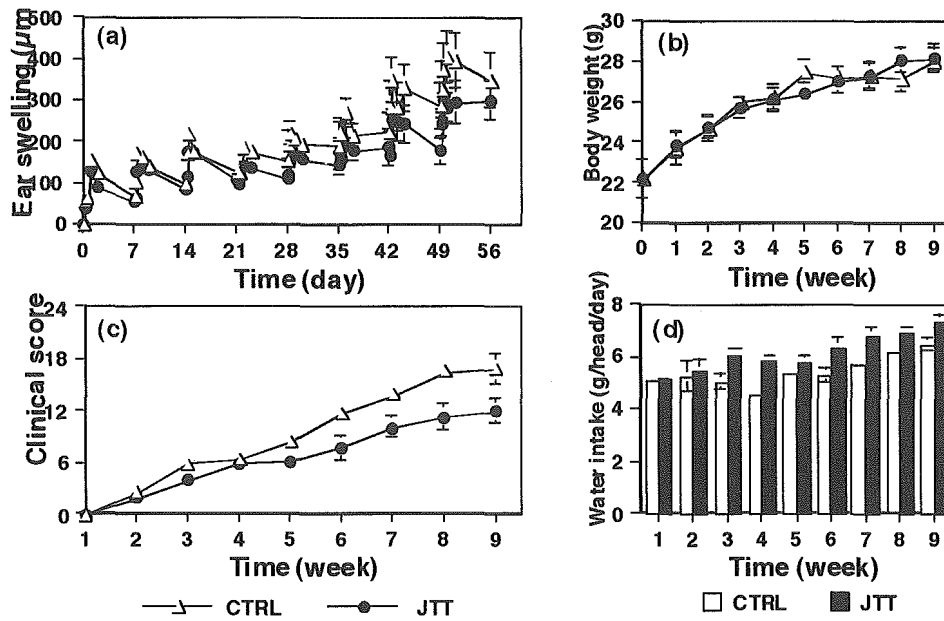 (a)
Ear swelling (μm
500
400
300
200
100
0
0 7 14 21 28 35 42 49 56
Time (day)
(b)
Body weight (g)
30
28
26
24
22
20
0 1 2 3 4 5 6 7 8 9
Time (week)
(c)
Clinical score
24
18
12
6
0
1 2 3 4 5 6 7 8 9
Time (week)
CTRL JTT
(d)
Water intake (g/head/day)
8
6
4
2
0
1 2 3 4 5 6 7 8 9
Time (week)
CTRL JTT